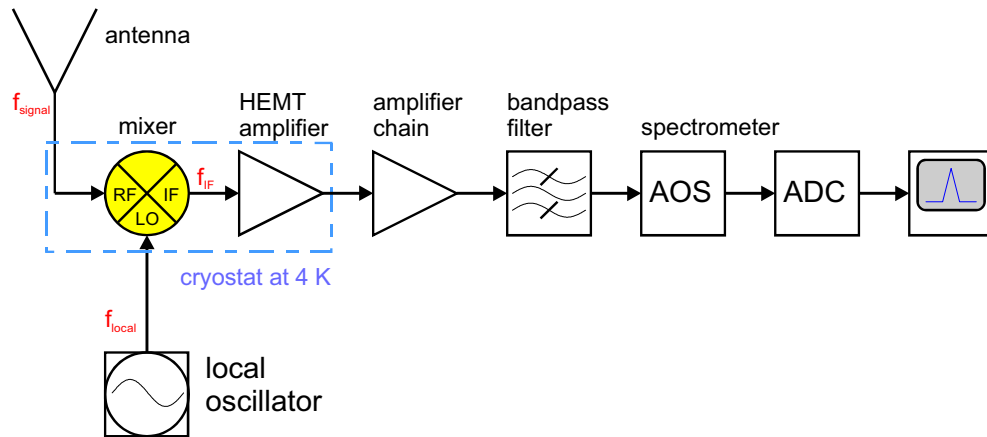 antenna
f_signal
mixer
HEMT
amplifier
amplifier
chain
bandpass
filter
spectrometer
RF
IF
LO
f_IF
AOS
ADC
cryostat at 4 K
f_local
local
oscillator